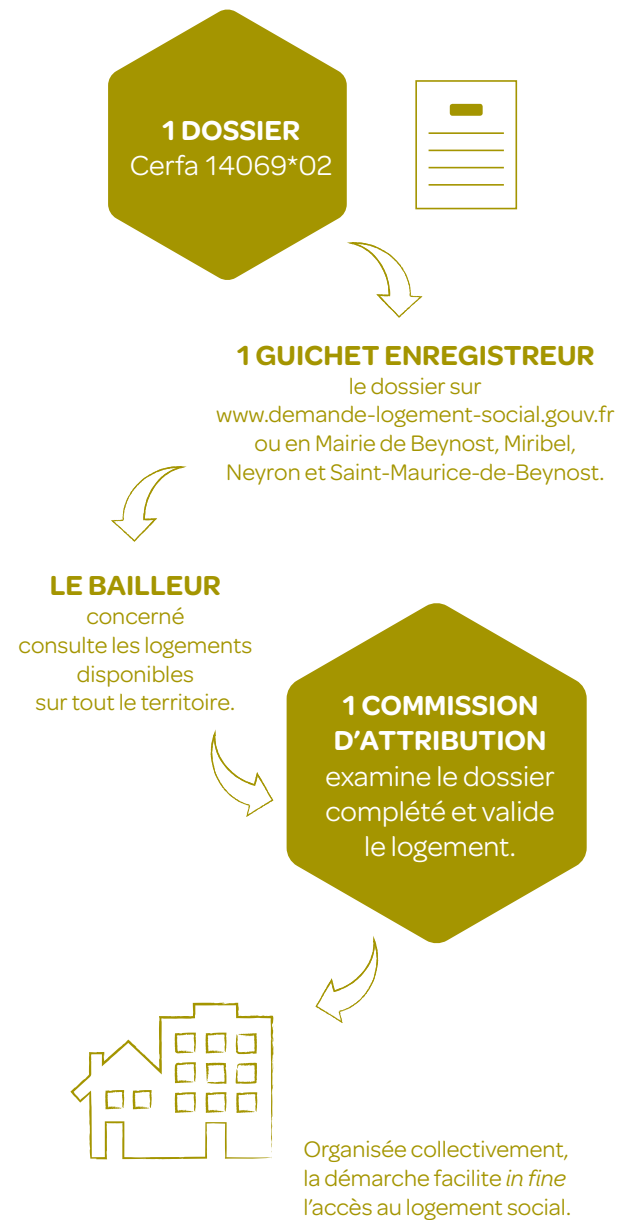 1 DOSSIER
Cerfa 14069*02
1 GUICHET ENREGISTREUR
le dossier sur
www.demande-logement-social.gouv.fr
ou en Mairie de Beynost, Miribel,
Neyron et Saint-Maurice-de-Beynost.
LE BAILLEUR
concerné
consulte les logements
disponibles
sur tout le territoire.
1 COMMISSION
D'ATTRIBUTION
examine le dossier
complété et valide
le logement.
Organisée collectivement,
la démarche facilite in fine
l'accès au logement social.